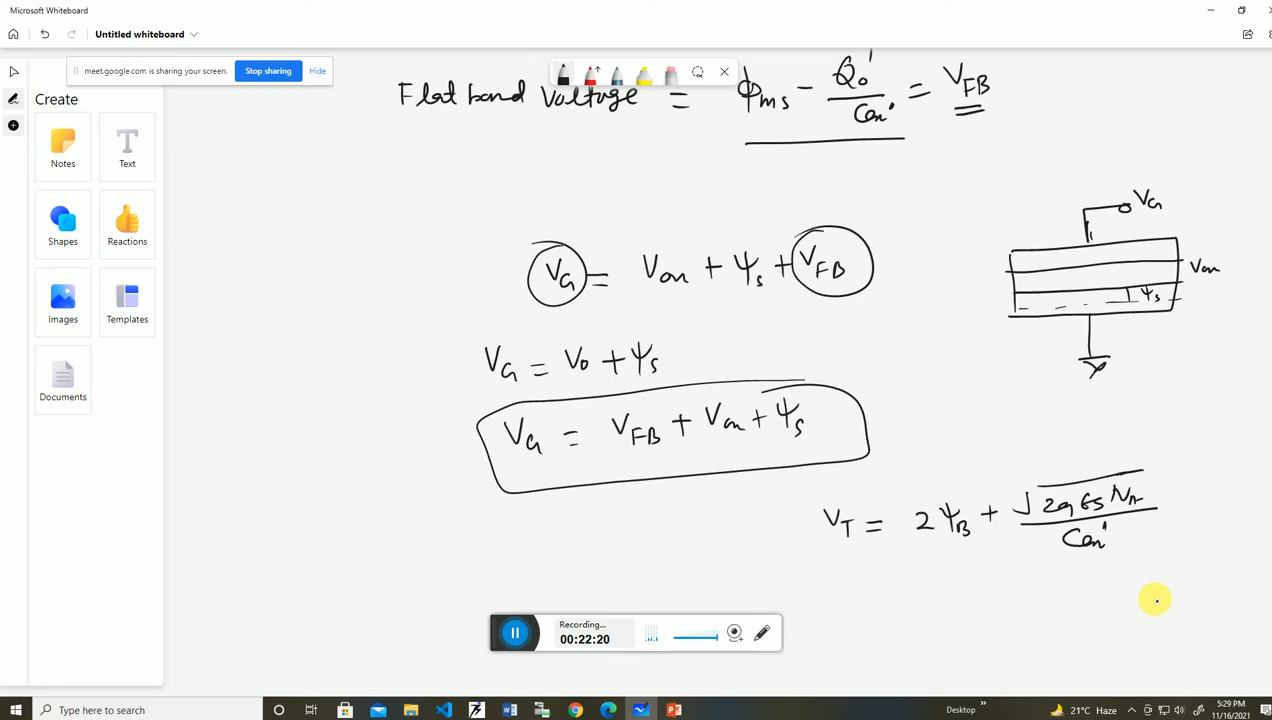 Microsoft Whiteboard
Untitled whiteboard
meet.google.com is sharing your screen.
Stop sharing
Hide
Create
Notes
Text
Shapes
Reactions
Images
Templates
Documents
Flat band Voltage = ϕms - Qo' / Cox' = VFB
VG = Vox + Ψs + VFB
VG
Vox
Ψs
VG = Vo + Ψs
VG = VFB + Vox + Ψs
VT = 2ΨB + √2qεsNA / Cox'
Recording...
00:22:20
Type here to search
Desktop
21°C Haze
5:29 PM
11/16/2021